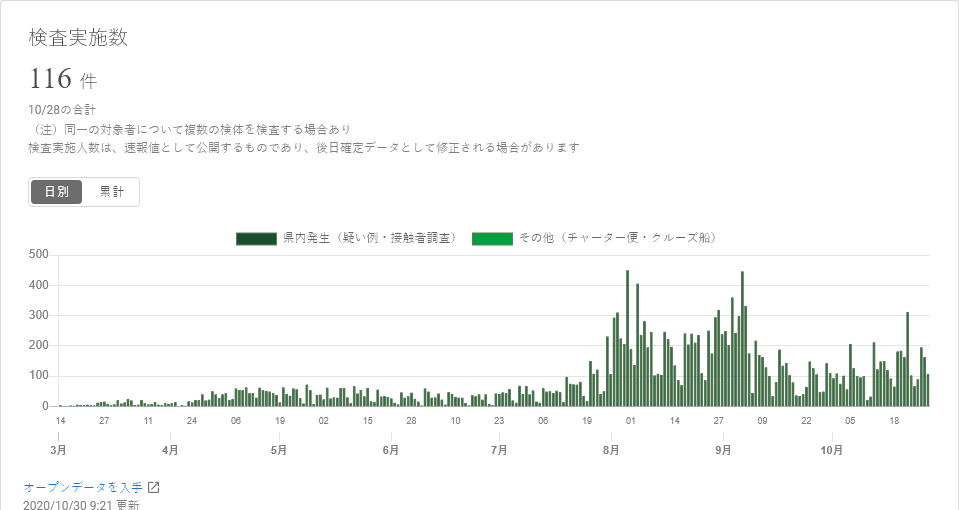 検査実施数
116 件
10/28の合計
（注）同一の対象者について複数の検体を検査する場合あり
検査実施人数は、速報値として公開するものであり、後日確定データとして修正される場合があります
日別 累計
県内発生（疑い例・接触者調査） その他（チャーター便・クルーズ船）
500
400
300
200
100
0
14 27 11 24 06 19 02 15 28 10 23 06 19 01 14 27 09 22 05 18
3月 4月 5月 6月 7月 8月 9月 10月
オープンデータを入手
2020/10/30 9:21 更新